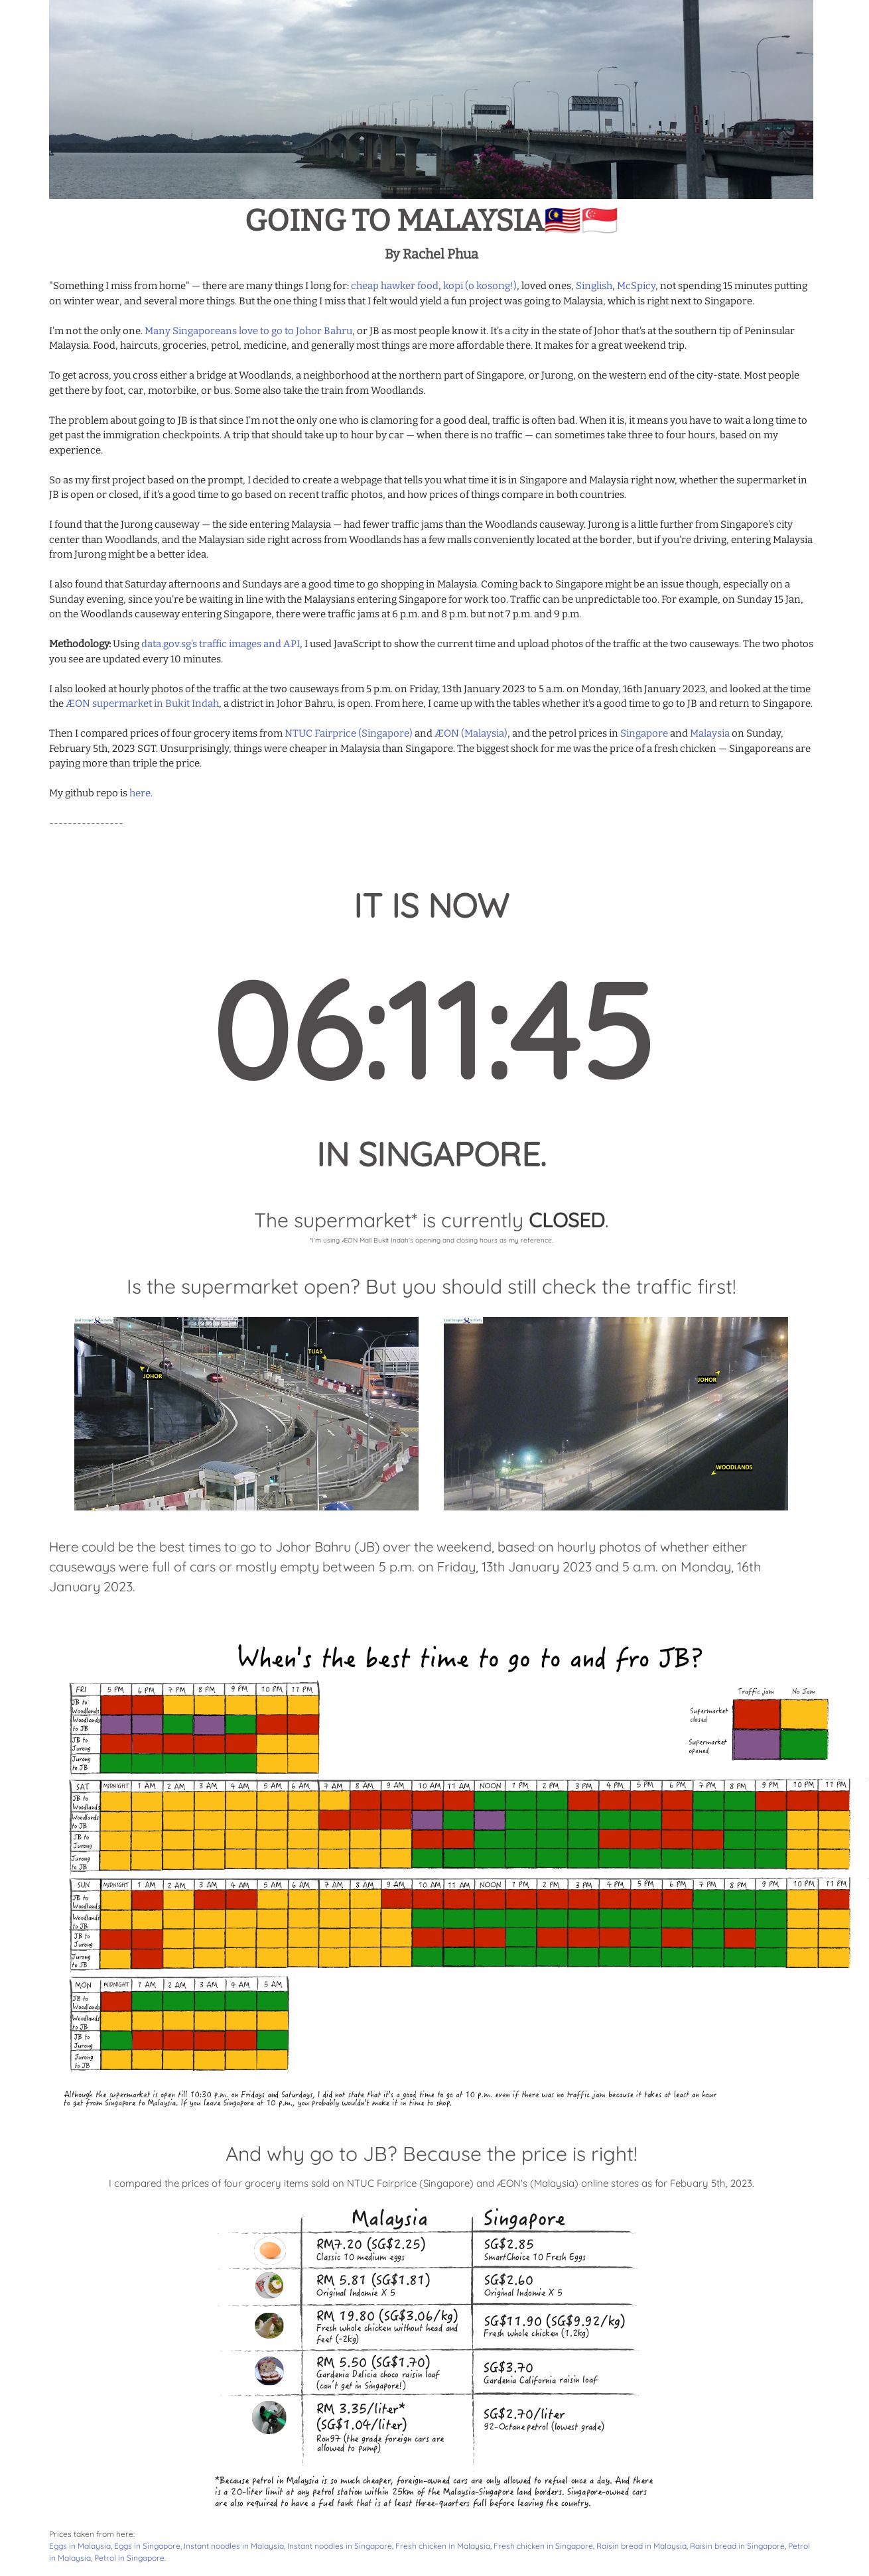 GOING TO MALAYSIA🇲🇾🇸🇬
By Rachel Phua
"Something I miss from home" — there are many things I long for: cheap hawker food, kopi (o kosong!), loved ones, Singlish, McSpicy, not spending 15 minutes putting
on winter wear, and several more things. But the one thing I miss that I felt would yield a fun project was going to Malaysia, which is right next to Singapore.
I'm not the only one. Many Singaporeans love to go to Johor Bahru, or JB as most people know it. It's a city in the state of Johor that's at the southern tip of Peninsular
Malaysia. Food, haircuts, groceries, petrol, medicine, and generally most things are more affordable there. It makes for a great weekend trip.
To get across, you cross either a bridge at Woodlands, a neighborhood at the northern part of Singapore, or Jurong, on the western end of the city-state. Most people
get there by foot, car, motorbike, or bus. Some also take the train from Woodlands.
The problem about going to JB is that since I'm not the only one who is clamoring for a good deal, traffic is often bad. When it is, it means you have to wait a long time to
get past the immigration checkpoints. A trip that should take up to hour by car — when there is no traffic — can sometimes take three to four hours, based on my
experience.
So as my first project based on the prompt, I decided to create a webpage that tells you what time it is in Singapore and Malaysia right now, whether the supermarket in
JB is open or closed, if it's a good time to go based on recent traffic photos, and how prices of things compare in both countries.
I found that the Jurong causeway — the side entering Malaysia — had fewer traffic jams than the Woodlands causeway. Jurong is a little further from Singapore's city
center than Woodlands, and the Malaysian side right across from Woodlands has a few malls conveniently located at the border, but if you're driving, entering Malaysia
from Jurong might be a better idea.
I also found that Saturday afternoons and Sundays are a good time to go shopping in Malaysia. Coming back to Singapore might be an issue though, especially on a
Sunday evening, since you're be waiting in line with the Malaysians entering Singapore for work too. Traffic can be unpredictable too. For example, on Sunday 15 Jan,
on the Woodlands causeway entering Singapore, there were traffic jams at 6 p.m. and 8 p.m. but not 7 p.m. and 9 p.m.
Methodology: Using data.gov.sg's traffic images and API, I used JavaScript to show the current time and upload photos of the traffic at the two causeways. The two photos
you see are updated every 10 minutes.
I also looked at hourly photos of the traffic at the two causeways from 5 p.m. on Friday, 13th January 2023 to 5 a.m. on Monday, 16th January 2023, and looked at the time
the ÆON supermarket in Bukit Indah, a district in Johor Bahru, is open. From here, I came up with the tables whether it's a good time to go to JB and return to Singapore.
Then I compared prices of four grocery items from NTUC Fairprice (Singapore) and ÆON (Malaysia), and the petrol prices in Singapore and Malaysia on Sunday,
February 5th, 2023 SGT. Unsurprisingly, things were cheaper in Malaysia than Singapore. The biggest shock for me was the price of a fresh chicken — Singaporeans are
paying more than triple the price.
My github repo is here.
----------------
IT IS NOW
06:11:45
IN SINGAPORE.
The supermarket* is currently CLOSED.
*I'm using ÆON Mall Bukit Indah's opening and closing hours as my reference.
Is the supermarket open? But you should still check the traffic first!
TUAS
JOHOR
JOHOR
WOODLANDS
Here could be the best times to go to Johor Bahru (JB) over the weekend, based on hourly photos of whether either
causeways were full of cars or mostly empty between 5 p.m. on Friday, 13th January 2023 and 5 a.m. on Monday, 16th
January 2023.
When's the best time to go to and fro JB?
Traffic jam No Jam
Supermarket
closed
Supermarket
opened
FRI 5 PM 6 PM 7 PM 8 PM 9 PM 10 PM 11 PM
JB to
Woodlands
Woodlands
to JB
JB to
Jurong
Jurong
to JB
SAT MIDNIGHT 1 AM 2 AM 3 AM 4 AM 5 AM 6 AM 7 AM 8 AM 9 AM 10 AM 11 AM NOON 1 PM 2 PM 3 PM 4 PM 5 PM 6 PM 7 PM 8 PM 9 PM 10 PM 11 PM
JB to
Woodlands
Woodlands
to JB
JB to
Jurong
Jurong
to JB
SUN MIDNIGHT 1 AM 2 AM 3 AM 4 AM 5 AM 6 AM 7 AM 8 AM 9 AM 10 AM 11 AM NOON 1 PM 2 PM 3 PM 4 PM 5 PM 6 PM 7 PM 8 PM 9 PM 10 PM 11 PM
JB to
Woodlands
Woodlands
to JB
JB to
Jurong
Jurong
to JB
MON MIDNIGHT 1 AM 2 AM 3 AM 4 AM 5 AM
JB to
Woodlands
Woodlands
to JB
JB to
Jurong
Jurong
to JB
Although the supermarket is open till 10:30 p.m. on Fridays and Saturdays, I did not state that it's a good time to go at 10 p.m. even if there was no traffic jam because it takes at least an hour
to get from Singapore to Malaysia. If you leave Singapore at 10 p.m., you probably wouldn't make it in time to shop.
And why go to JB? Because the price is right!
I compared the prices of four grocery items sold on NTUC Fairprice (Singapore) and ÆON's (Malaysia) online stores as for Febuary 5th, 2023.
Malaysia Singapore
RM7.20 (SG$2.25)
Classic 10 medium eggs
SG$2.85
SmartChoice 10 Fresh Eggs
RM 5.81 (SG$1.81)
Original Indomie X 5
SG$2.60
Original Indomie X 5
RM 19.80 (SG$3.06/kg)
Fresh whole chicken without head and
feet (~2kg)
SG$11.90 (SG$9.92/kg)
Fresh whole chicken (1.2kg)
RM 5.50 (SG$1.70)
Gardenia Delicia choco raisin loaf
(can't get in Singapore!)
SG$3.70
Gardenia California raisin loaf
RM 3.35/liter*
(SG$1.04/liter)
Ron97 (the grade foreign cars are
allowed to pump)
SG$2.70/liter
92-Octane petrol (lowest grade)
*Because petrol in Malaysia is so much cheaper, foreign-owned cars are only allowed to refuel once a day. And there
is a 20-liter limit at any petrol station within 25km of the Malaysia-Singapore land borders. Singapore-owned cars
are also required to have a fuel tank that is at least three-quarters full before leaving the country.
Prices taken from here:
Eggs in Malaysia, Eggs in Singapore, Instant noodles in Malaysia, Instant noodles in Singapore, Fresh chicken in Malaysia, Fresh chicken in Singapore, Raisin bread in Malaysia, Raisin bread in Singapore, Petrol
in Malaysia, Petrol in Singapore.